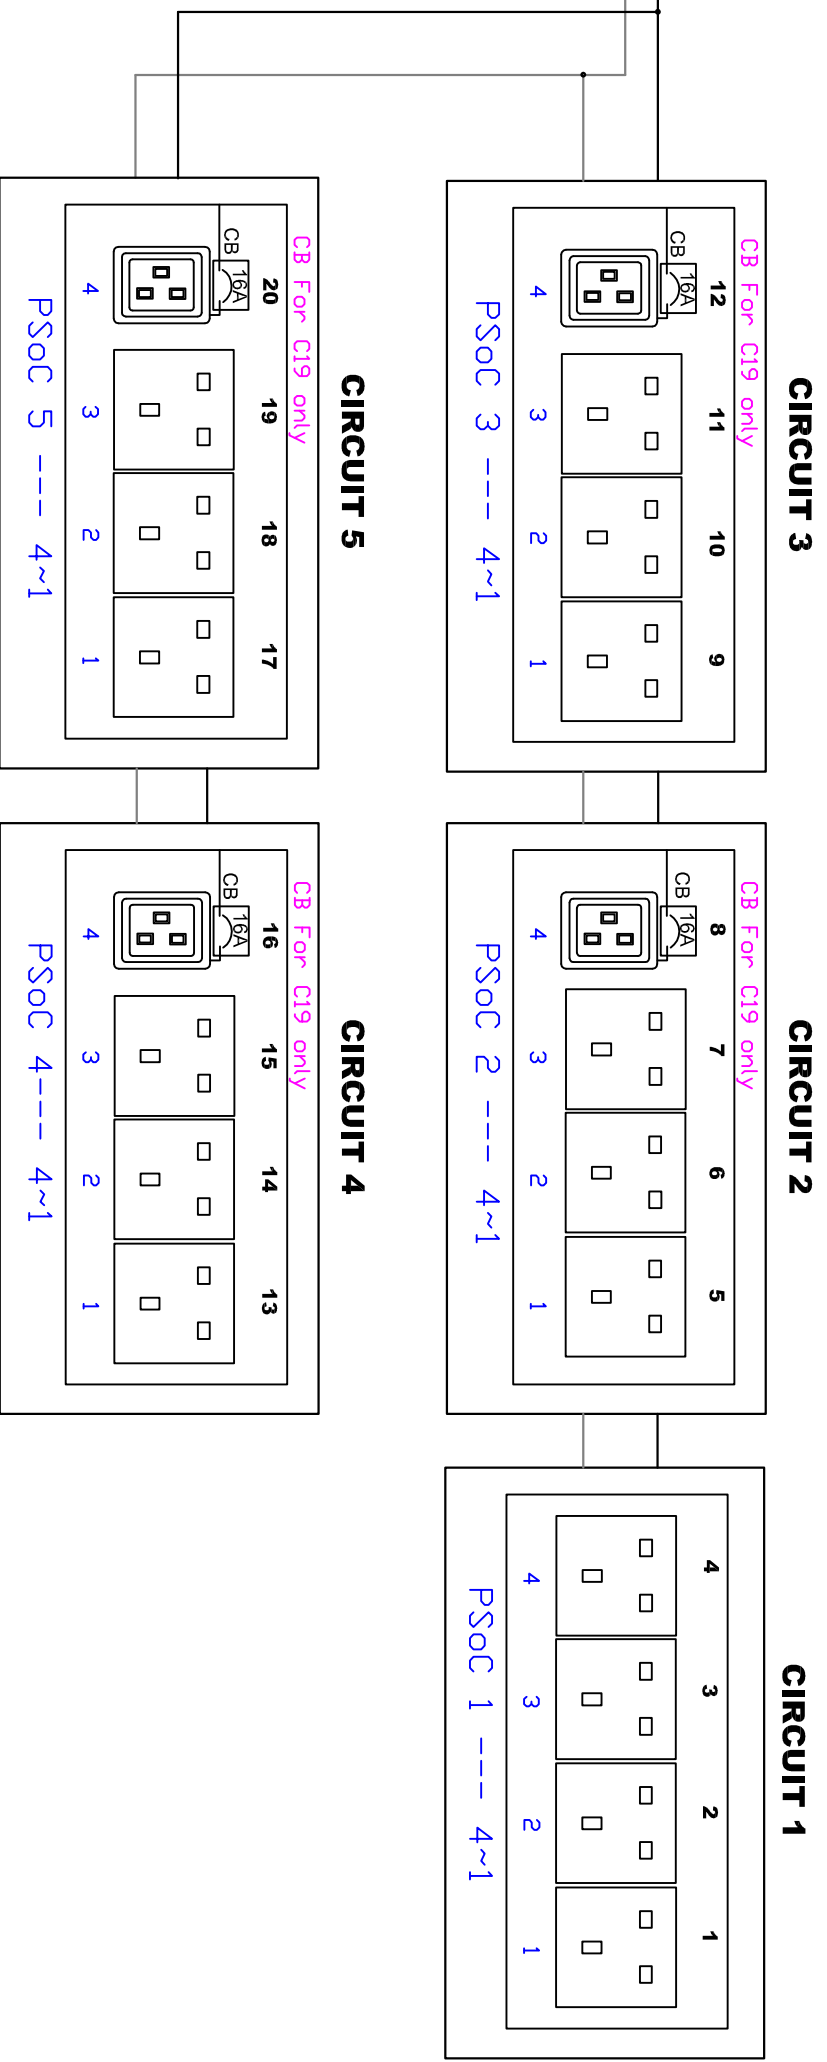 CIRCUIT 5
CB For C19 only
20
19
18
17
CB
16A
4
3
2
1
PSoC 5 --- 4~1
CIRCUIT 4
CB For C19 only
16
15
14
13
CB
16A
4
3
2
1
PSoC 4--- 4~1
CIRCUIT 3
CB For C19 only
12
11
10
9
CB
16A
4
3
2
1
PSoC 3 --- 4~1
CIRCUIT 2
CB For C19 only
8
7
6
5
CB
16A
4
3
2
1
PSoC 2 --- 4~1
CIRCUIT 1
4
3
2
1
4
3
2
1
PSoC 1 --- 4~1